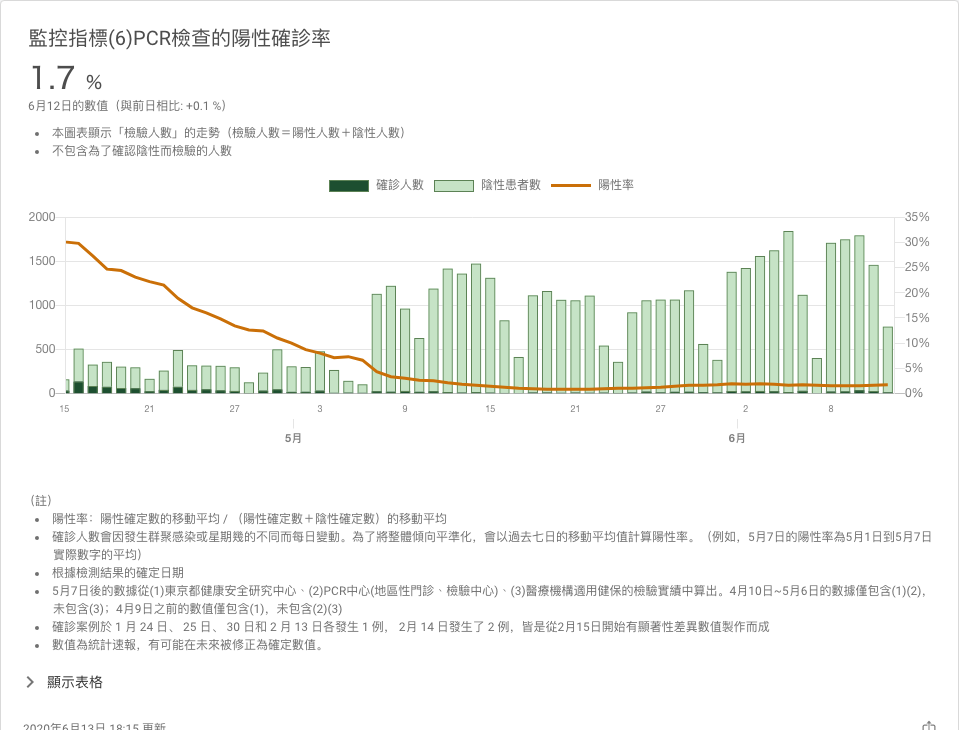 監控指標(6)PCR檢查的陽性確診率
1.7 %
6月12日的數值（與前日相比: +0.1 %）
本圖表顯示「檢驗人數」的走勢（檢驗人數＝陽性人數＋陰性人數）
不包含為了確認陰性而檢驗的人數
確診人數 陰性患者數 陽性率
2000 35%
30%
1500
25%
20%
1000
15%
10%
500
5%
0 0%
15 21 27 3 9 15 21 27 2 8
5月 6月
（註）
陽性率：陽性確定數的移動平均 / （陽性確定數＋陰性確定數）的移動平均
確診人數會因發生群聚感染或星期幾的不同而每日變動。為了將整體傾向平準化，會以過去七日的移動平均值計算陽性率。（例如，5月7日的陽性率為5月1日到5月7日
實際數字的平均）
根據檢測結果的確定日期
5月7日後的數據從(1)東京都健康安全研究中心、(2)PCR中心(地區性門診、檢驗中心)、(3)醫療機構適用健保的檢驗實績中算出。4月10日~5月6日的數據僅包含(1)(2)，
未包含(3)；4月9日之前的數值僅包含(1)，未包含(2)(3)
確診案例於 1 月 24 日、 25 日、 30 日和 2 月 13 日各發生 1 例， 2月 14 日發生了 2 例，皆是從2月15日開始有顯著性差異數值製作而成
數值為統計速報，有可能在未來被修正為確定數值。
顯示表格
2020年6月13日 18:15 更新